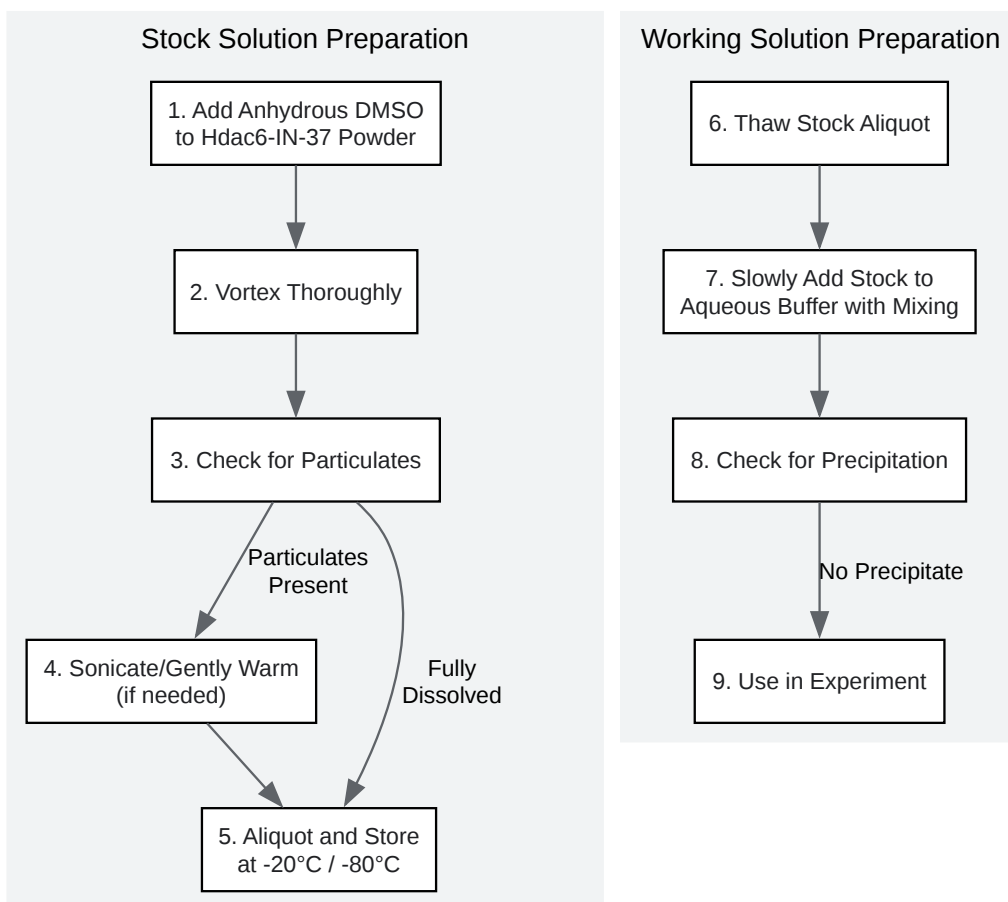 Stock Solution Preparation
1. Add Anhydrous DMSO
to Hdac6-IN-37 Powder
2. Vortex Thoroughly
3. Check for Particulates
Particulates
Present
4. Sonicate/Gently Warm
(if needed)
Fully
Dissolved
5. Aliquot and Store
at -20°C / -80°C
Working Solution Preparation
6. Thaw Stock Aliquot
7. Slowly Add Stock to
Aqueous Buffer with Mixing
8. Check for Precipitation
No Precipitate
9. Use in Experiment